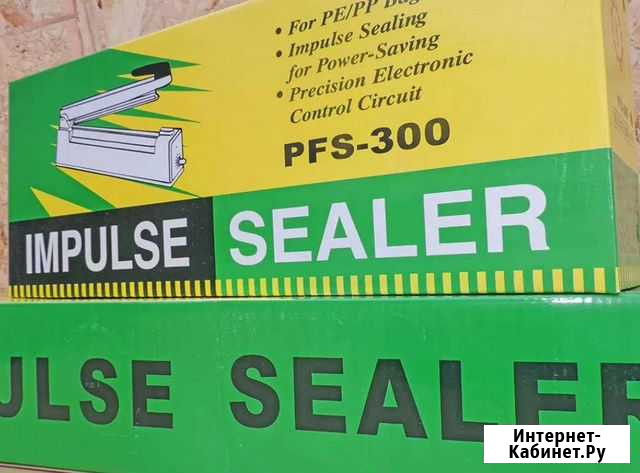 • For PE/PP Bag
• Impulse Sealing
for Power-Saving
• Precision Electronic
Control Circuit
PFS-300
IMPULSE SEALER
ULSE SEALER
Интернет-
Кабинет.Ру